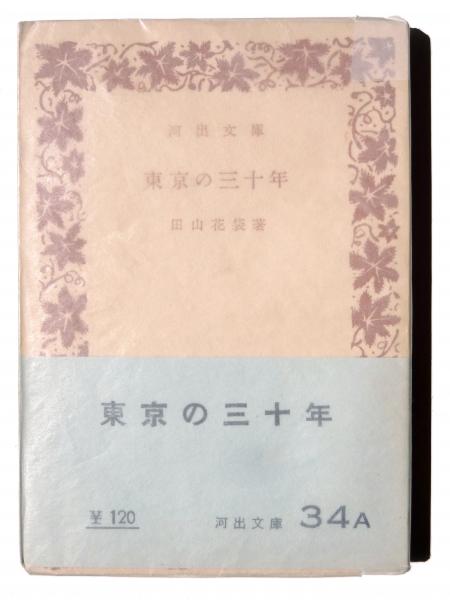 河出文庫
東京の三十年
田山花袋著
東京の三十年
¥120
河出文庫 34A